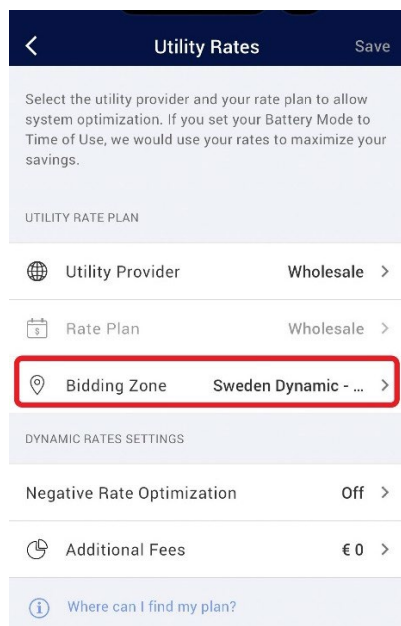 Utility Rates Save
Select the utility provider and your rate plan to allow
system optimization. If you set your Battery Mode to
Time of Use, we would use your rates to maximize your
savings.
UTILITY RATE PLAN
Utility Provider Wholesale >
$ Rate Plan Wholesale >
Bidding Zone Sweden Dynamic - ... >
DYNAMIC RATES SETTINGS
Negative Rate Optimization Off >
Additional Fees € 0 >
i Where can I find my plan?